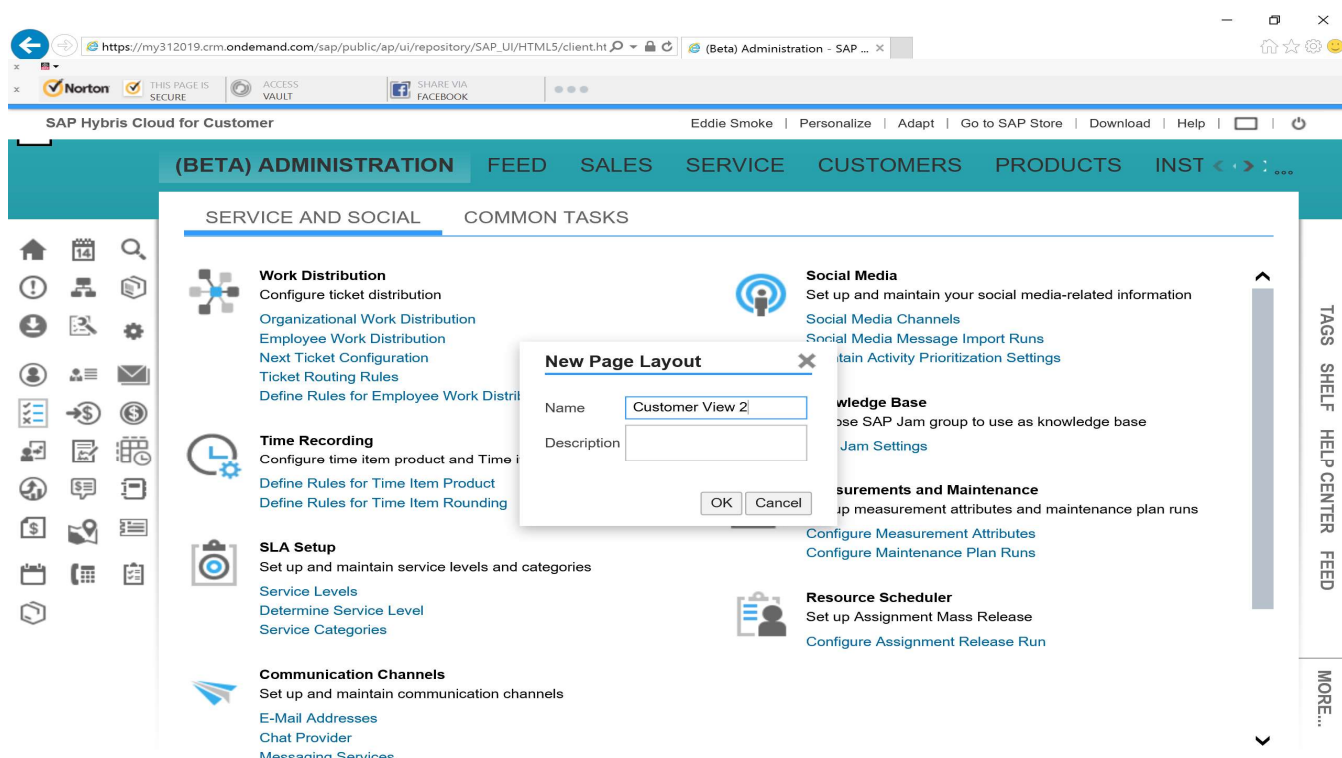 https://my312019.crm.ondemand.com/sap/public/ap/ui/repository/SAP_UI/HTML5/client.ht
(Beta) Administration - SAP ...
Norton
THIS PAGE IS SECURE
ACCESS VAULT
SHARE VIA FACEBOOK
SAP Hybris Cloud for Customer
Eddie Smoke | Personalize | Adapt | Go to SAP Store | Download | Help
(BETA) ADMINISTRATION FEED SALES SERVICE CUSTOMERS PRODUCTS INST
SERVICE AND SOCIAL COMMON TASKS
14
Work Distribution
Configure ticket distribution
Organizational Work Distribution
Employee Work Distribution
Next Ticket Configuration
Ticket Routing Rules
Define Rules for Employee Work Distri
Time Recording
Configure time item product and Time i
Define Rules for Time Item Product
Define Rules for Time Item Rounding
SLA Setup
Set up and maintain service levels and categories
Service Levels
Determine Service Level
Service Categories
Communication Channels
Set up and maintain communication channels
E-Mail Addresses
Chat Provider
Messaging Services
Social Media
Set up and maintain your social media-related information
Social Media Channels
Social Media Message Import Runs
tain Activity Prioritization Settings
wledge Base
ose SAP Jam group to use as knowledge base
Jam Settings
surements and Maintenance
up measurement attributes and maintenance plan runs
Configure Measurement Attributes
Configure Maintenance Plan Runs
Resource Scheduler
Set up Assignment Mass Release
Configure Assignment Release Run
New Page Layout
Name Customer View 2
Description
OK Cancel
TAGS
SHELF
HELP CENTER
FEED
MORE...